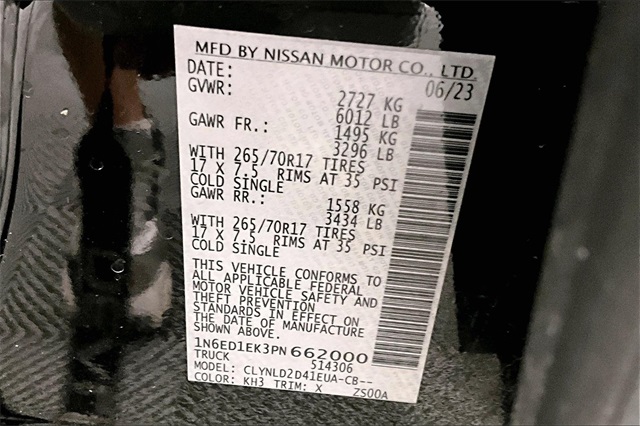 MFD BY NISSAN MOTOR CO., LTD.
DATE: 06/23
GVWR: 2727 KG
6012 LB
GAWR FR.: 1495 KG
3296 LB
WITH 265/70R17 TIRES
17 X 7.5 RIMS AT 35 PSI
COLD SINGLE
GAWR RR.: 1558 KG
3434 LB
WITH 265/70R17 TIRES
17 X 7.5 RIMS AT 35 PSI
COLD SINGLE
THIS VEHICLE CONFORMS TO
ALL APPLICABLE FEDERAL
MOTOR VEHICLE SAFETY AND
THEFT PREVENTION
STANDARDS IN EFFECT ON
THE DATE OF MANUFACTURE
SHOWN ABOVE.
1N6ED1EK3PN662000
TRUCK 514306
MODEL: CLYNLD2D41EUA-CB--
COLOR: KH3 TRIM: X ZS00A